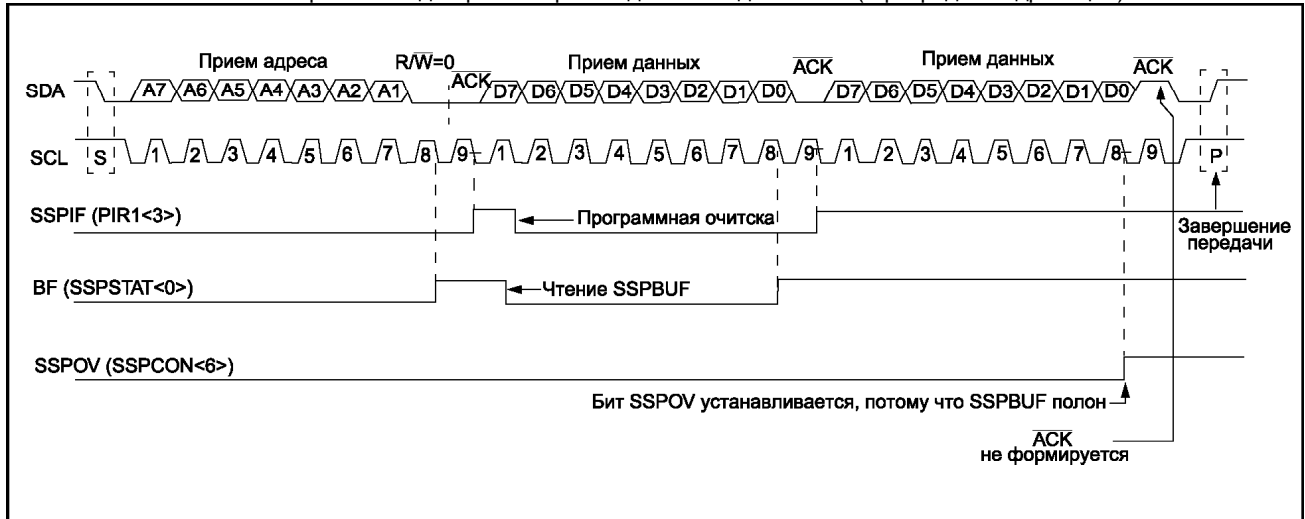 Прием адреса R/W=0 ACK Прием данных ACK Прием данных ACK
SDA A7 A6 A5 A4 A3 A2 A1 D7 D6 D5 D4 D3 D2 D1 D0 D7 D6 D5 D4 D3 D2 D1 D0
SCL S 1 2 3 4 5 6 7 8 9 1 2 3 4 5 6 7 8 9 1 2 3 4 5 6 7 8 9 P
SSPIF (PIR1<3>)
Программная очитска
Завершение
передачи
BF (SSPSTAT<0>)
Чтение SSPBUF
SSPOV (SSPCON<6>)
Бит SSPOV устанавливается, потому что SSPBUF полон
ACK
не формируется